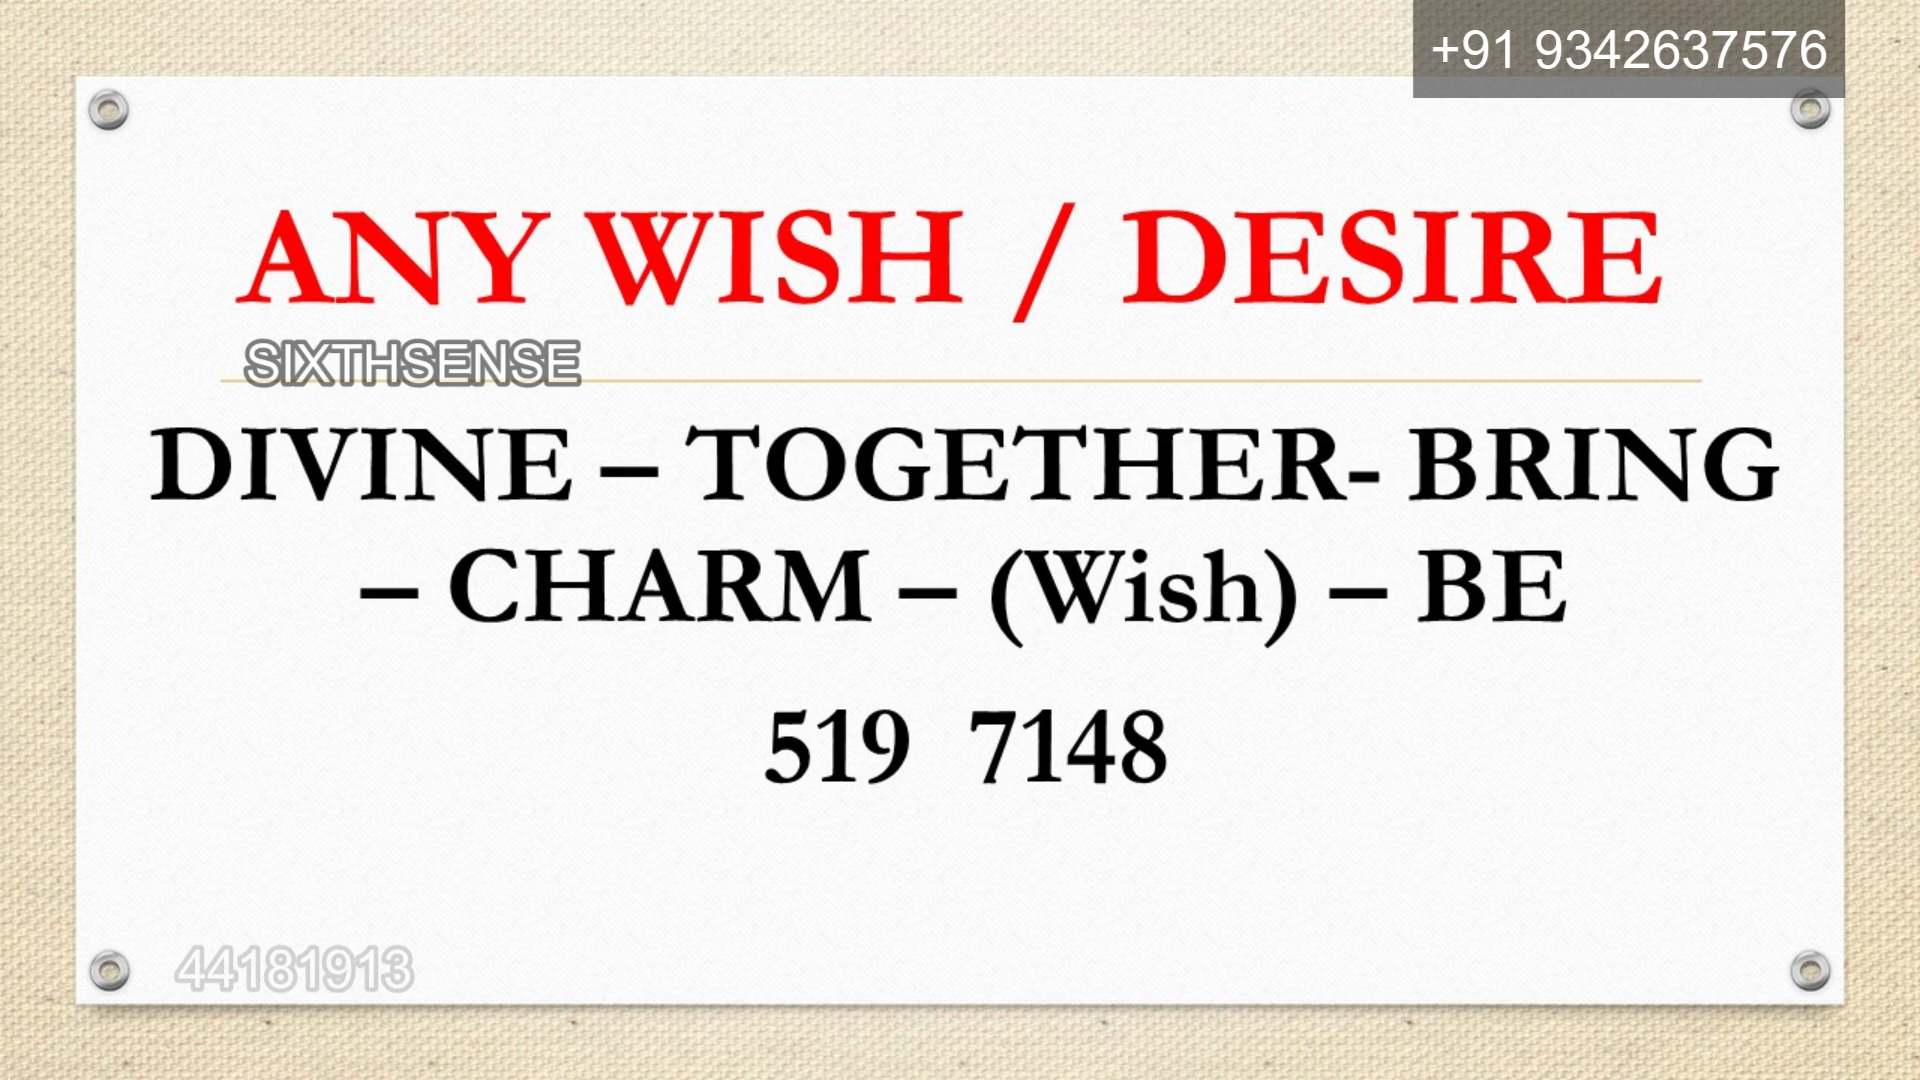 +91 9342637576
ANY WISH / DESIRE
SIXTHSENSE
DIVINE – TOGETHER- BRING
– CHARM – (Wish) – BE
519 7148
44181913